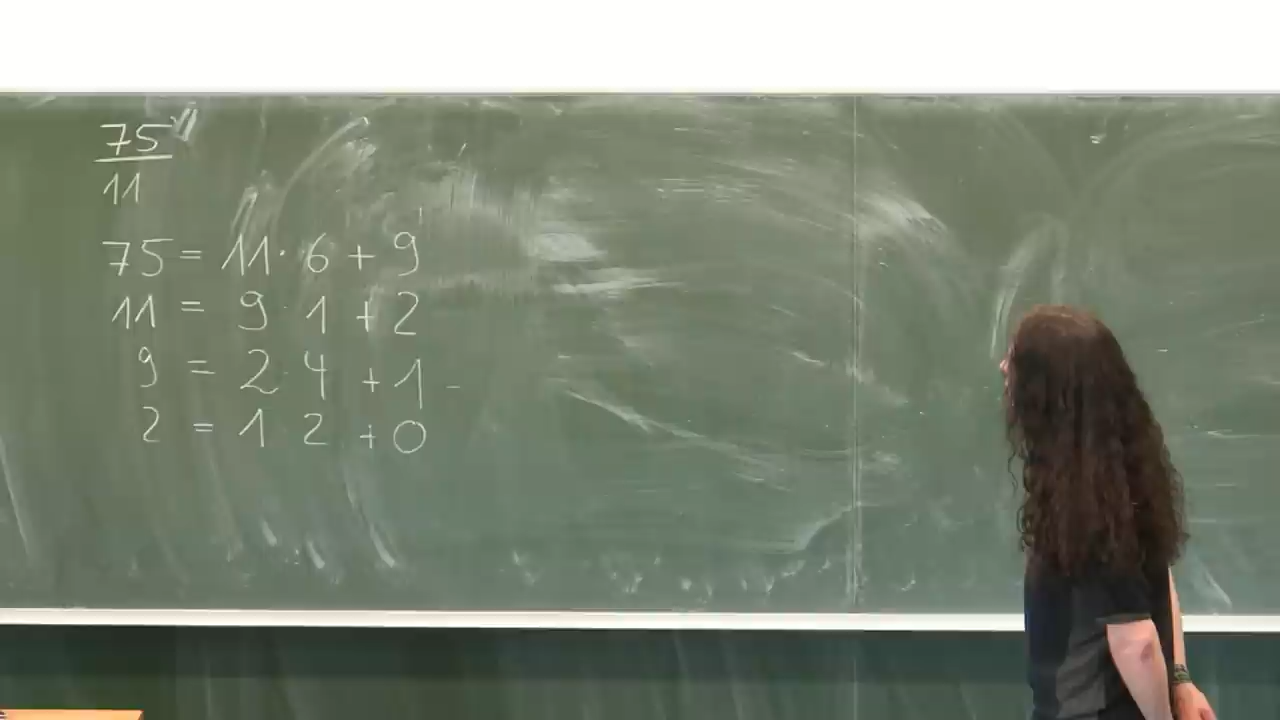 75
11
75 = 11 · 6 + 9
11 = 9 · 1 + 2
9 = 2 · 4 + 1 -
2 = 1 2 + 0